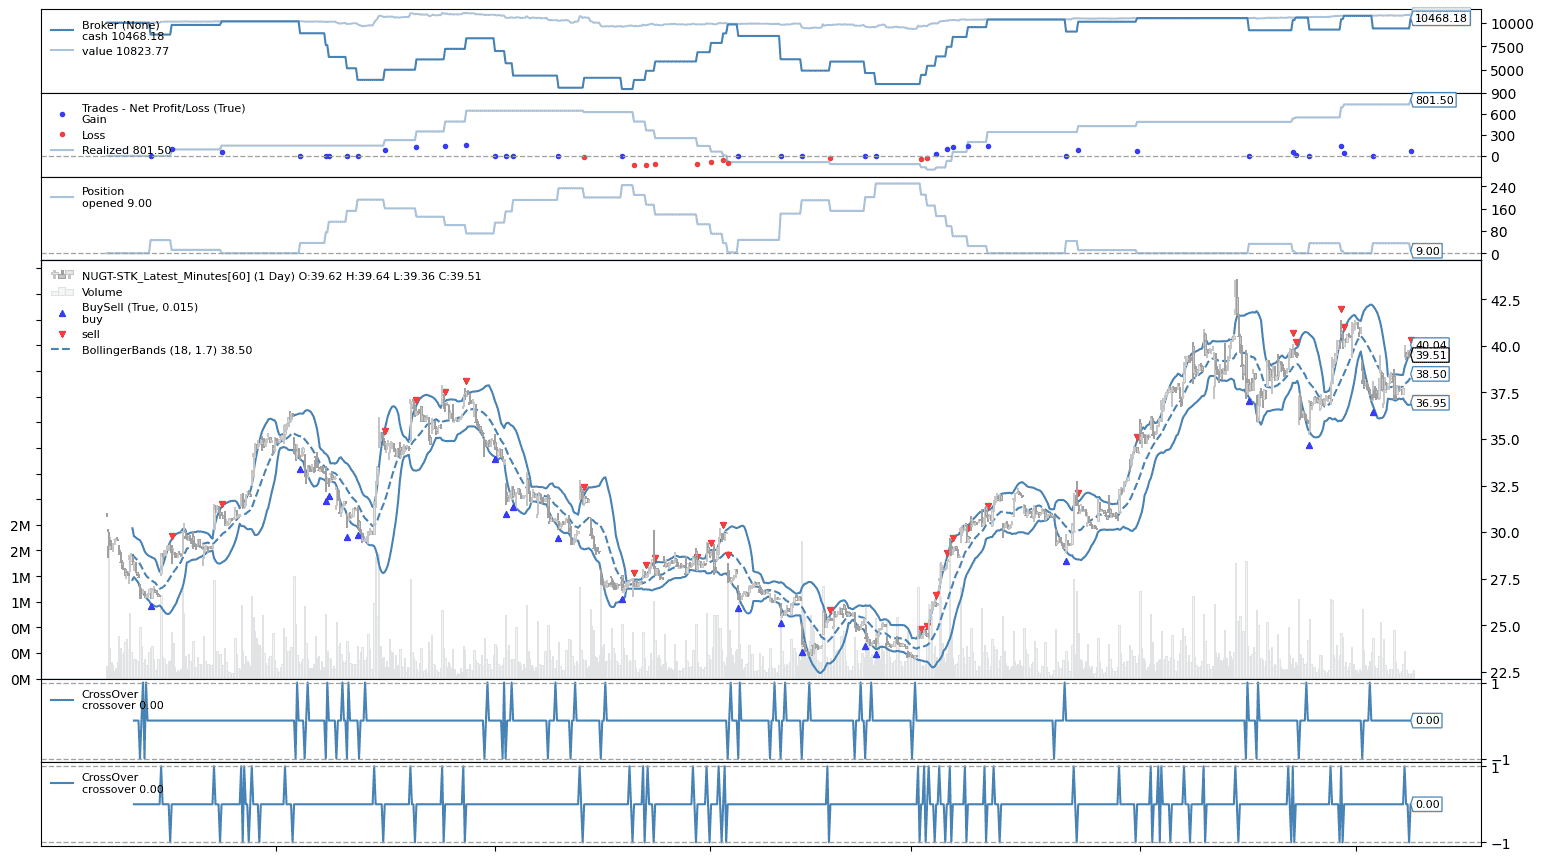 Broker (None)
cash 10468.18
value 10823.77
10468.18
10000
7500
5000
Trades - Net Profit/Loss (True)
Gain
Loss
Realized 801.50
900
801.50
600
300
0
Position
opened 9.00
240
160
80
9.00
0
NUGT-STK_Latest_Minutes[60] (1 Day) O:39.62 H:39.64 L:39.36 C:39.51
Volume
BuySell (True, 0.015)
buy
sell
BollingerBands (18, 1.7) 38.50
42.5
40.04
40.0
39.51
38.50
37.5
36.95
35.0
32.5
30.0
27.5
25.0
22.5
2M
2M
1M
1M
0M
0M
0M
CrossOver
crossover 0.00
1
0.00
−1
CrossOver
crossover 0.00
1
0.00
−1